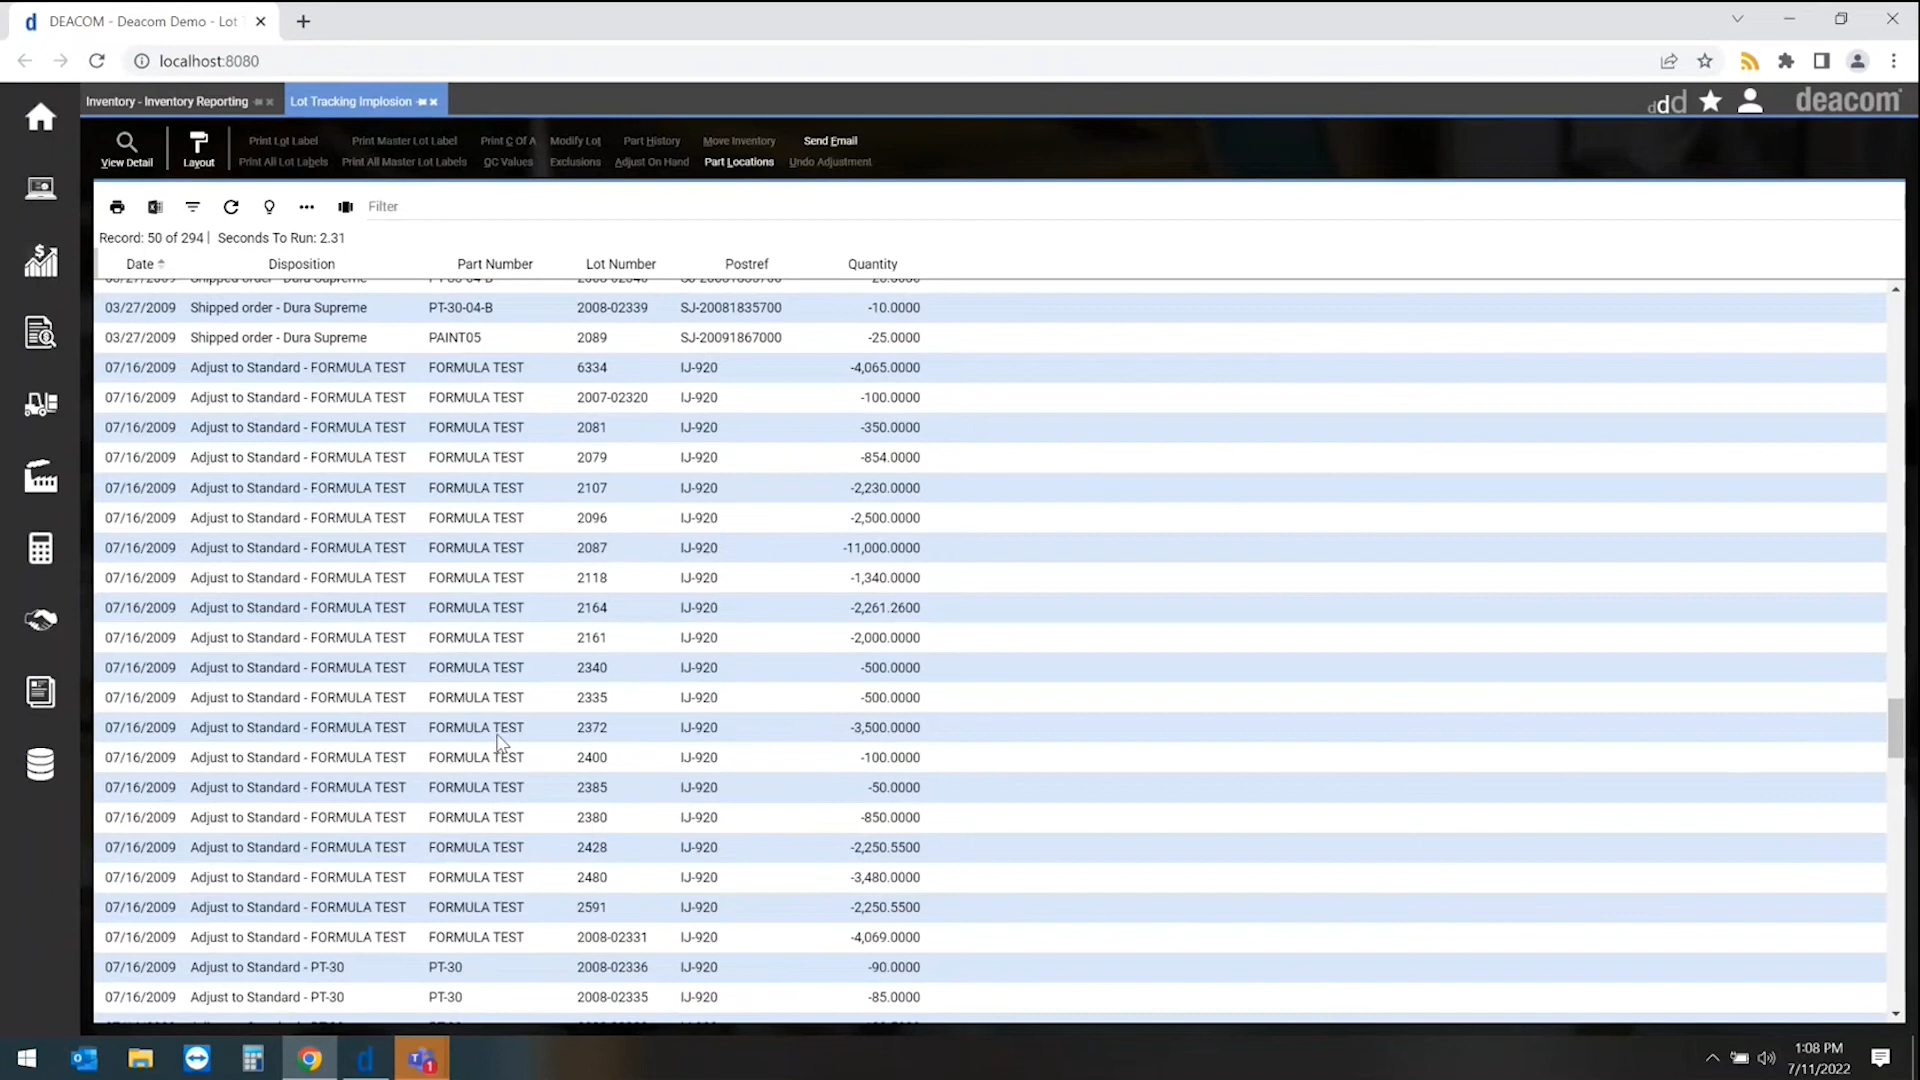 DEACOM - Deacom Demo - Lot
localhost:8080
Inventory - Inventory Reporting
Lot Tracking Implosion
ddd deacom
View Detail
Layout
Print Lot Label Print Master Lot Label Print C Of A Modify Lot Part History Move Inventory Send Email
Print All Lot Labels Print All Master Lot Labels QC Values Exclusions Adjust On Hand Part Locations Undo Adjustment
Filter
Record: 50 of 294 | Seconds To Run: 2.31
Date Disposition Part Number Lot Number Postref Quantity
03/27/2009 Shipped order - Dura Supreme PT-30-04-B 2008-02339 SJ-20081835700 -10.0000
03/27/2009 Shipped order - Dura Supreme PAINT05 2089 SJ-20091867000 -25.0000
07/16/2009 Adjust to Standard - FORMULA TEST FORMULA TEST 6334 IJ-920 -4,065.0000
07/16/2009 Adjust to Standard - FORMULA TEST FORMULA TEST 2007-02320 IJ-920 -100.0000
07/16/2009 Adjust to Standard - FORMULA TEST FORMULA TEST 2081 IJ-920 -350.0000
07/16/2009 Adjust to Standard - FORMULA TEST FORMULA TEST 2079 IJ-920 -854.0000
07/16/2009 Adjust to Standard - FORMULA TEST FORMULA TEST 2107 IJ-920 -2,230.0000
07/16/2009 Adjust to Standard - FORMULA TEST FORMULA TEST 2096 IJ-920 -2,500.0000
07/16/2009 Adjust to Standard - FORMULA TEST FORMULA TEST 2087 IJ-920 -11,000.0000
07/16/2009 Adjust to Standard - FORMULA TEST FORMULA TEST 2118 IJ-920 -1,340.0000
07/16/2009 Adjust to Standard - FORMULA TEST FORMULA TEST 2164 IJ-920 -2,261.2600
07/16/2009 Adjust to Standard - FORMULA TEST FORMULA TEST 2161 IJ-920 -2,000.0000
07/16/2009 Adjust to Standard - FORMULA TEST FORMULA TEST 2340 IJ-920 -500.0000
07/16/2009 Adjust to Standard - FORMULA TEST FORMULA TEST 2335 IJ-920 -500.0000
07/16/2009 Adjust to Standard - FORMULA TEST FORMULA TEST 2372 IJ-920 -3,500.0000
07/16/2009 Adjust to Standard - FORMULA TEST FORMULA TEST 2400 IJ-920 -100.0000
07/16/2009 Adjust to Standard - FORMULA TEST FORMULA TEST 2385 IJ-920 -50.0000
07/16/2009 Adjust to Standard - FORMULA TEST FORMULA TEST 2380 IJ-920 -850.0000
07/16/2009 Adjust to Standard - FORMULA TEST FORMULA TEST 2428 IJ-920 -2,250.5500
07/16/2009 Adjust to Standard - FORMULA TEST FORMULA TEST 2480 IJ-920 -3,480.0000
07/16/2009 Adjust to Standard - FORMULA TEST FORMULA TEST 2591 IJ-920 -2,250.5500
07/16/2009 Adjust to Standard - FORMULA TEST FORMULA TEST 2008-02331 IJ-920 -4,069.0000
07/16/2009 Adjust to Standard - PT-30 PT-30 2008-02336 IJ-920 -90.0000
07/16/2009 Adjust to Standard - PT-30 PT-30 2008-02335 IJ-920 -85.0000
1:08 PM
7/11/2022